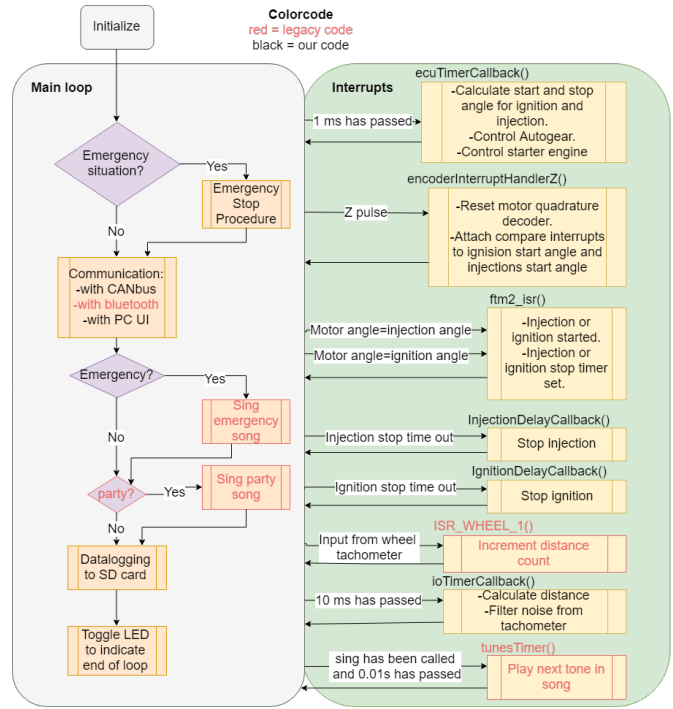 Initialize
Colorcode
red = legacy code
black = our code
Main loop
Emergency
situation?
Yes
Emergency
Stop
Procedure
No
Communication:
-with CANbus
-with bluetooth
-with PC UI
Emergency?
Yes
Sing
emergency
song
No
party?
Yes
Sing party
song
No
Datalogging
to SD card
Toggle LED
to indicate
end of loop
Interrupts
ecuTimerCallback()
1 ms has passed
-Calculate start and stop
angle for ignition and
injection.
-Control Autogear.
-Control starter engine
encoderInterruptHandlerZ()
Z pulse
-Reset motor quadrature
decoder.
-Attach compare interrupts
to ignision start angle and
injections start angle
ftm2_isr()
Motor angle=injection angle
Motor angle=ignition angle
-Injection or
ignition started.
-Injection or
ignition stop timer
set.
InjectionDelayCallback()
Injection stop time out
Stop injection
IgnitionDelayCallback()
Ignition stop time out
Stop ignition
ISR_WHEEL_1()
Input from wheel
tachometer
Increment distance
count
ioTimerCallback()
10 ms has passed
-Calculate distance
-Filter noise from
tachometer
tunesTimer()
sing has been called
and 0.01s has passed
Play next tone in
song